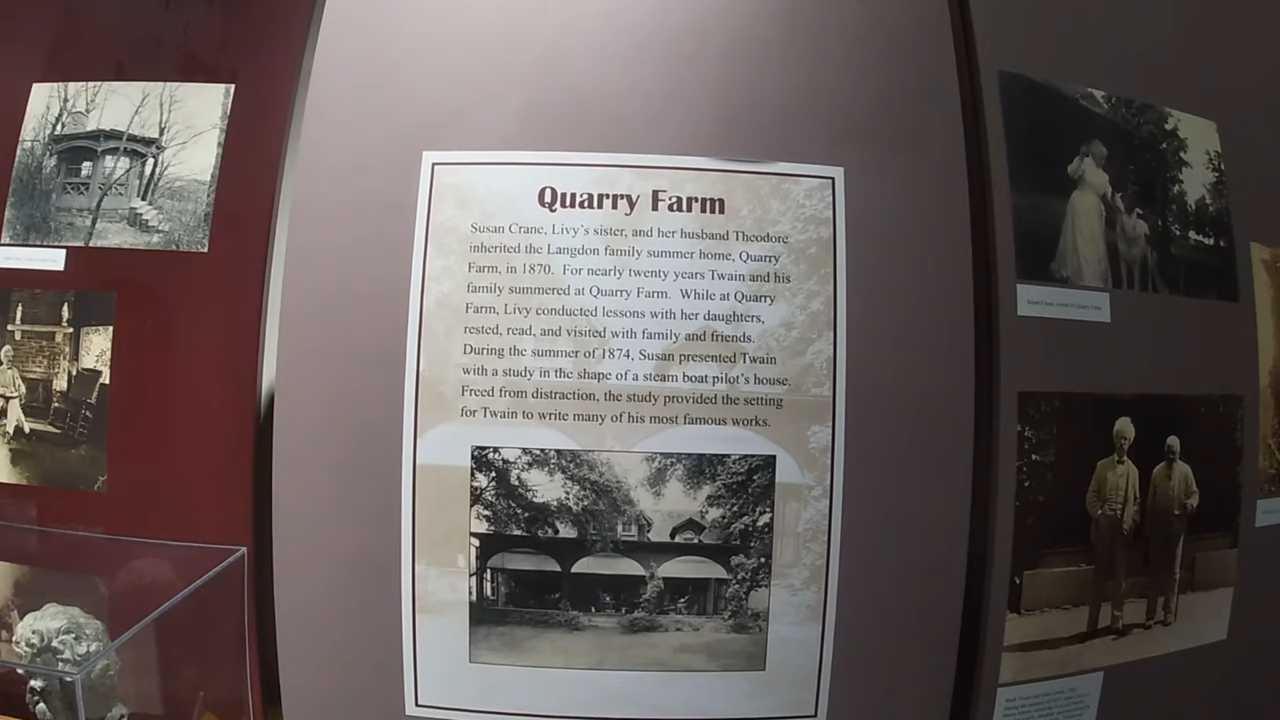 Quarry Farm
Susan Crane, Livy's sister, and her husband Theodore
inherited the Langdon family summer home, Quarry
Farm, in 1870. For nearly twenty years Twain and his
family summered at Quarry Farm. While at Quarry
Farm, Livy conducted lessons with her daughters,
rested, read, and visited with family and friends.
During the summer of 1874, Susan presented Twain
with a study in the shape of a steam boat pilot's house.
Freed from distraction, the study provided the setting
for Twain to write many of his most famous works.